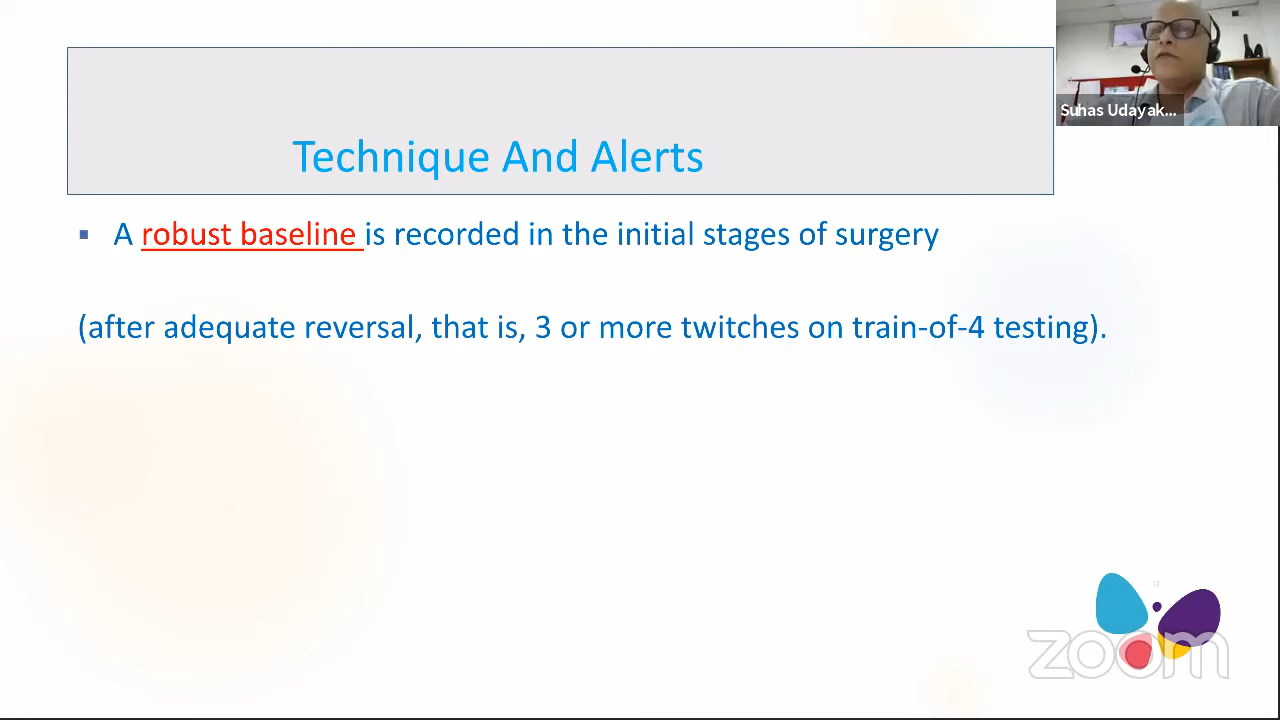 Suhas Udayak...
Technique And Alerts
▪ A robust baseline is recorded in the initial stages of surgery
(after adequate reversal, that is, 3 or more twitches on train-of-4 testing).
zoom